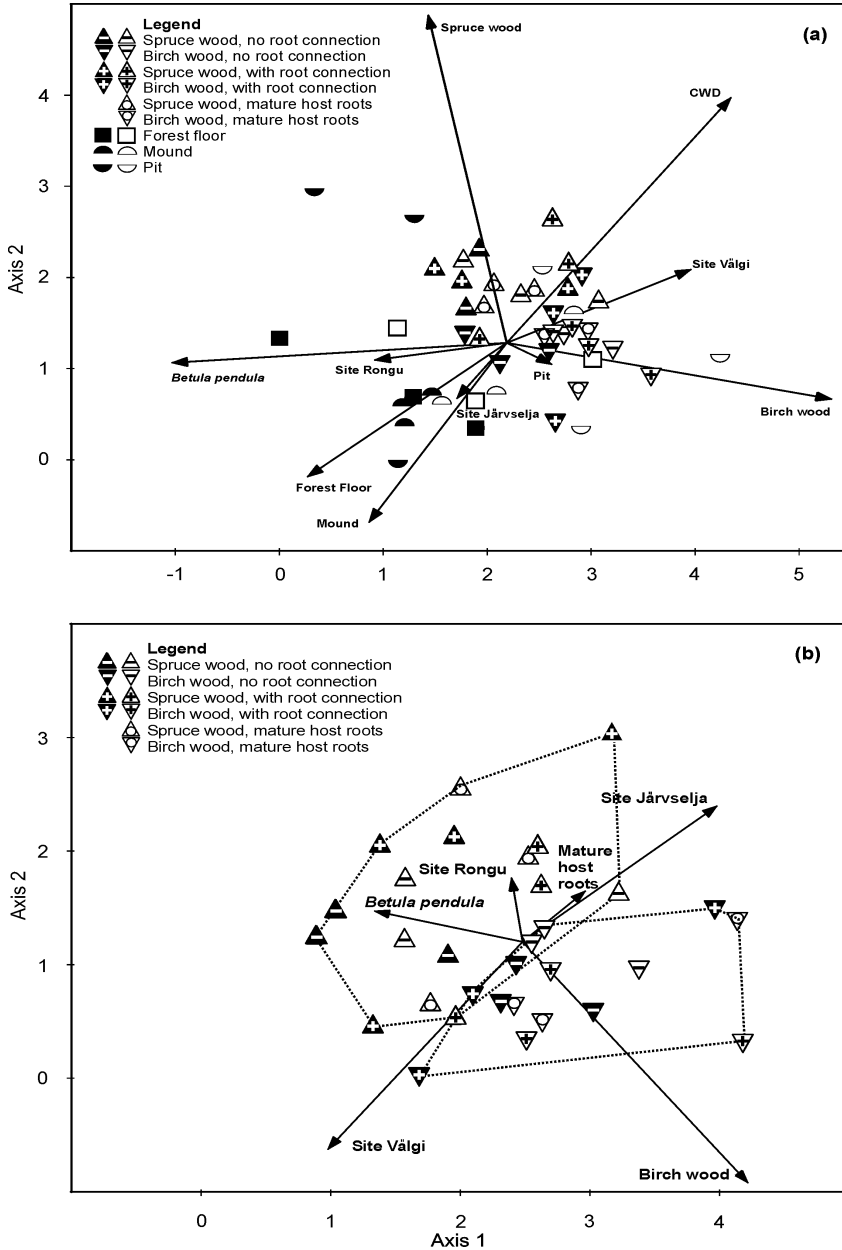 Legend
Spruce wood, no root connection
Birch wood, no root connection
Spruce wood, with root connection
Birch wood, with root connection
Spruce wood, mature host roots
Birch wood, mature host roots
Forest floor
Mound
Pit
(a)
Spruce wood
CWD
Site Vålgi
Betula pendula
Site Rongu
Pit
Birch wood
Site Jårvselja
Forest Floor
Mound
Axis 2
4
3
2
1
0
-1
0
1
2
3
4
5
Legend
Spruce wood, no root connection
Birch wood, no root connection
Spruce wood, with root connection
Birch wood, with root connection
Spruce wood, mature host roots
Birch wood, mature host roots
(b)
Site Jårvselja
Mature
host
roots
Site Rongu
Betula pendula
Site Vålgi
Birch wood
Axis 2
3
2
1
0
0
1
2
3
4
Axis 1